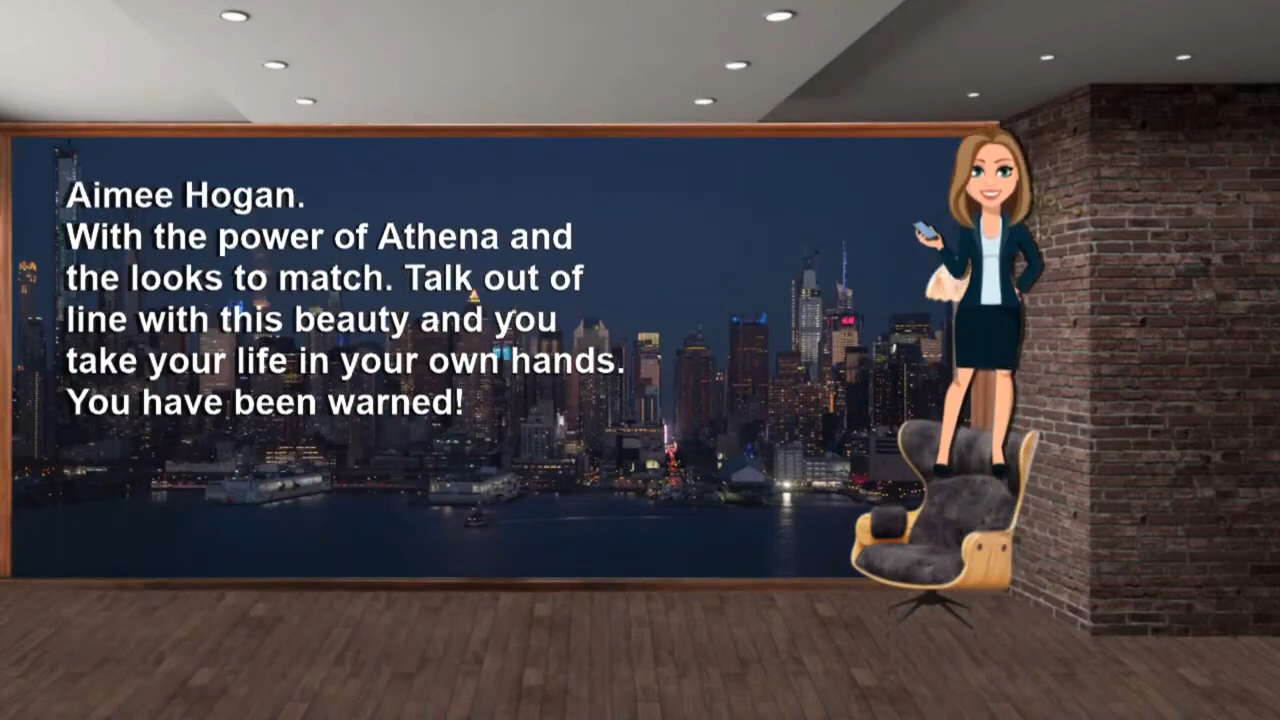 Aimee Hogan.
With the power of Athena and
the looks to match. Talk out of
line with this beauty and you
take your life in your own hands.
You have been warned!